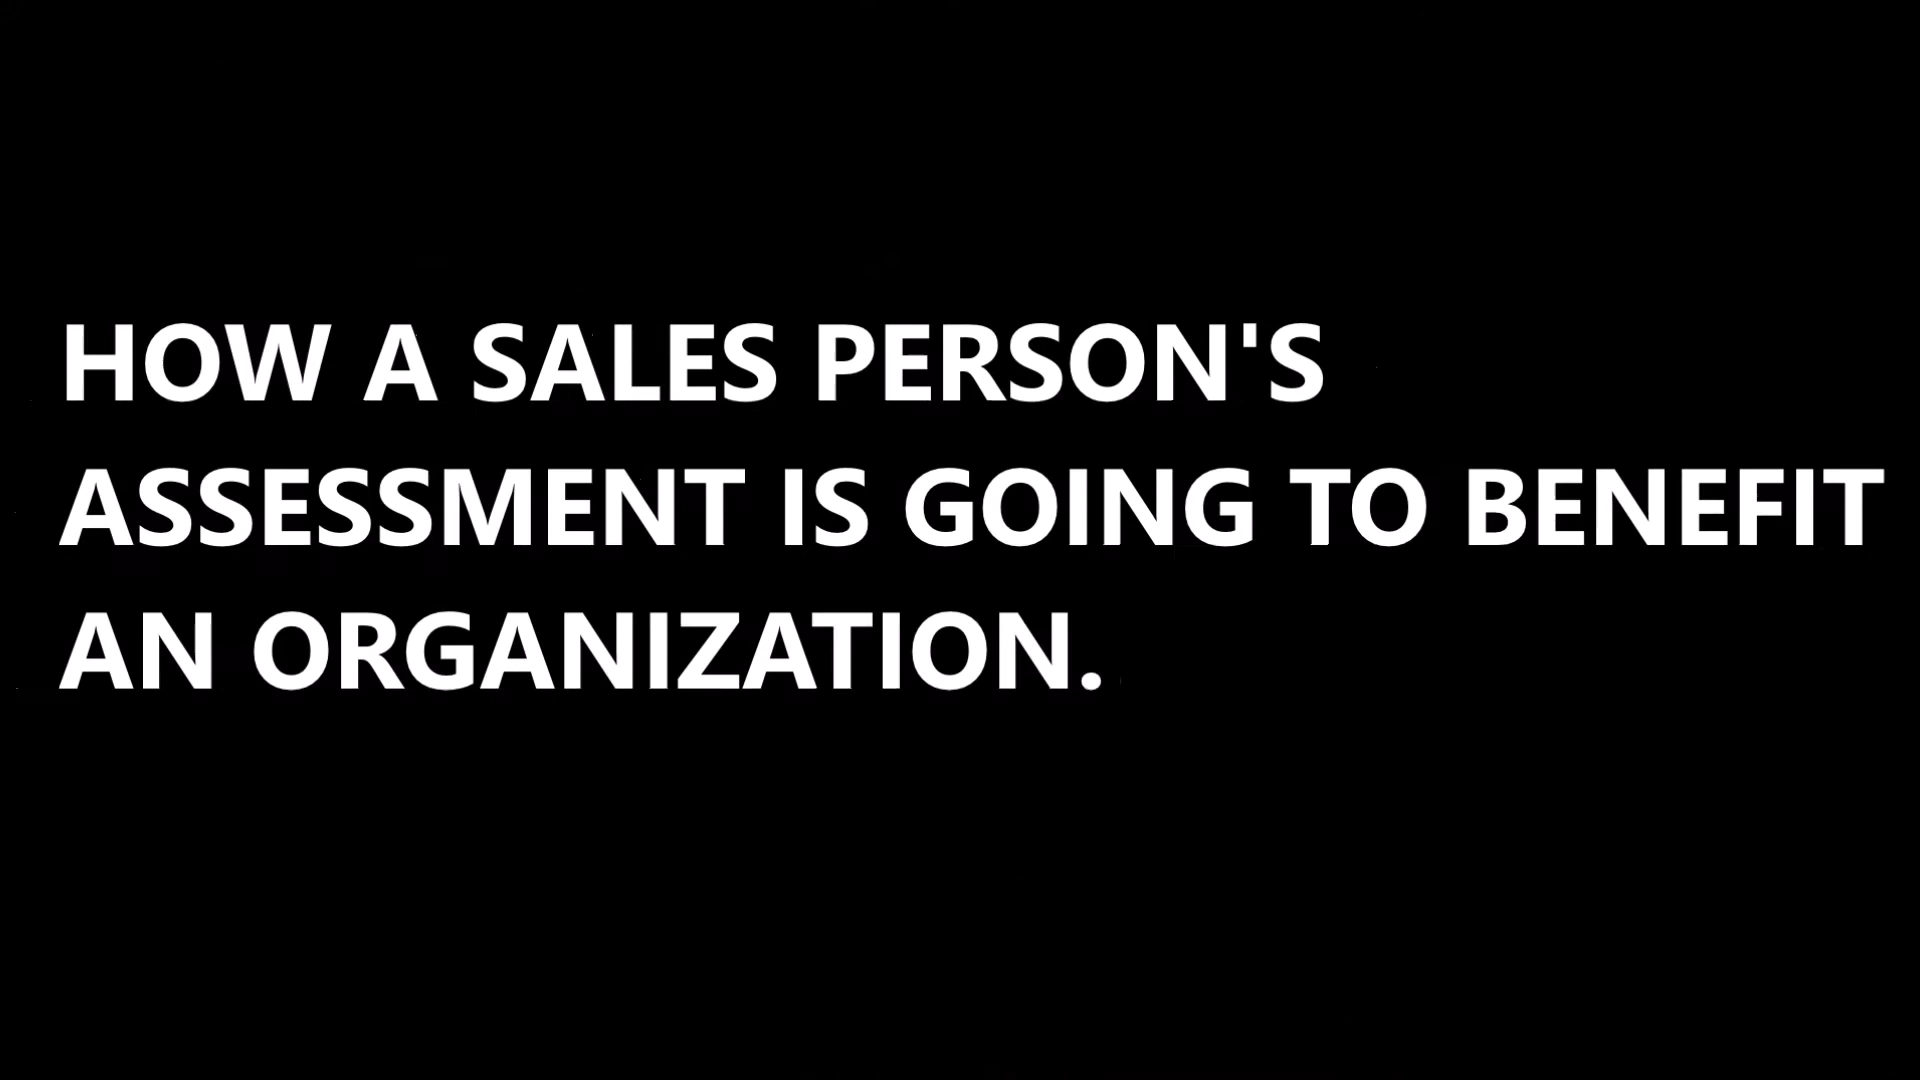 HOW A SALES PERSON'S
ASSESSMENT IS GOING TO BENEFIT
AN ORGANIZATION.